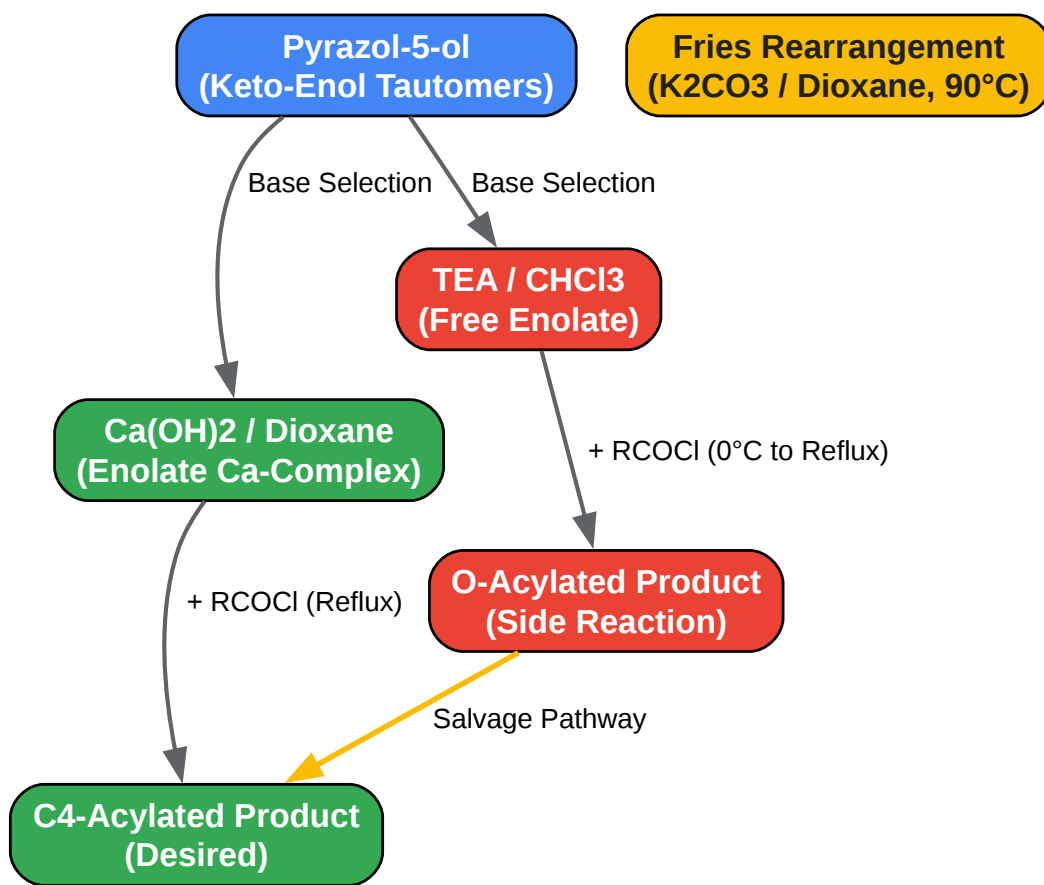 Pyrazol-5-ol
(Keto-Enol Tautomers)
Fries Rearrangement
(K2CO3 / Dioxane, 90°C)
Base Selection
Base Selection
TEA / CHCl3
(Free Enolate)
Ca(OH)2 / Dioxane
(Enolate Ca-Complex)
+ RCOCl (0°C to Reflux)
+ RCOCl (Reflux)
O-Acylated Product
(Side Reaction)
Salvage Pathway
C4-Acylated Product
(Desired)